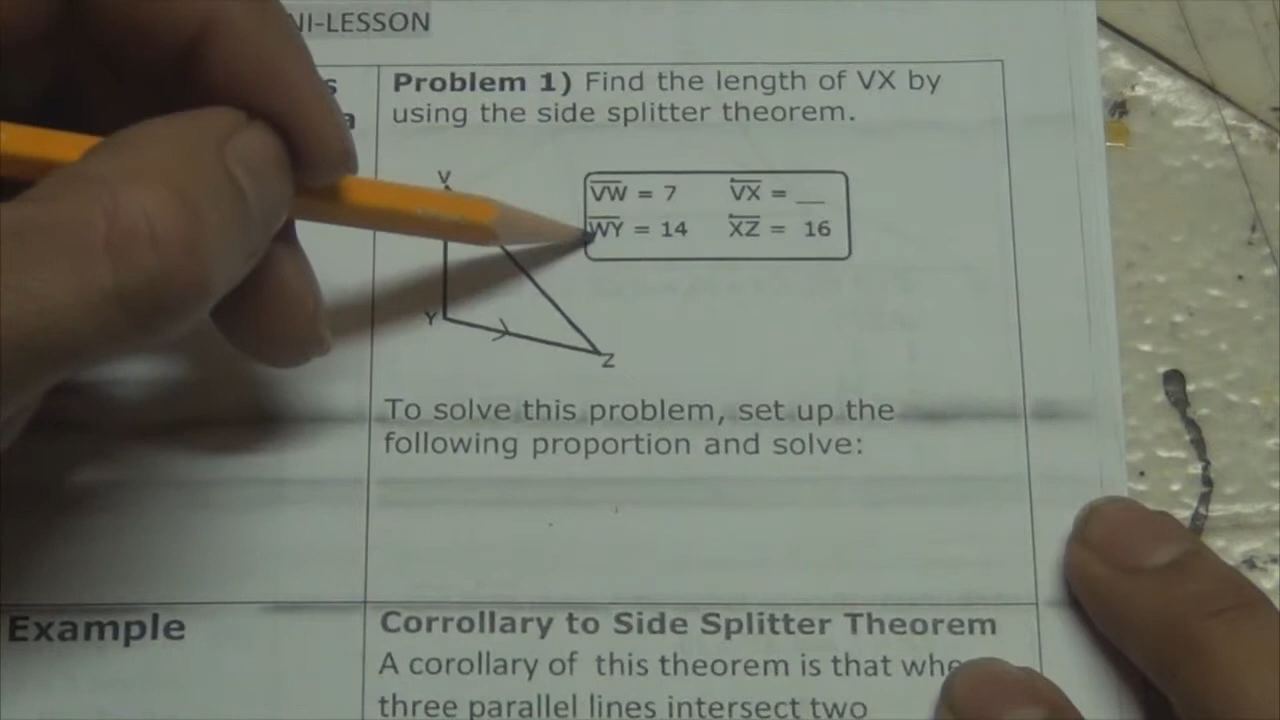 NI-LESSON
s
a
Problem 1) Find the length of VX by
using the side splitter theorem.
V
VW = 7 VX = __
WY = 14 XZ = 16
Y
Z
To solve this problem, set up the
following proportion and solve:
Example
Corrollary to Side Splitter Theorem
A corollary of this theorem is that
three parallel lines intersect two